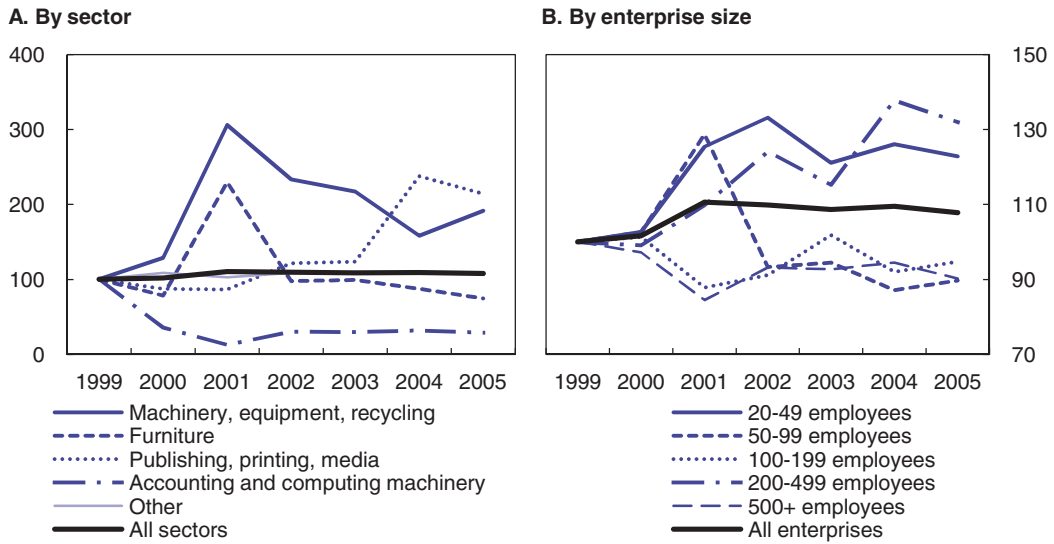 A. By sector
B. By enterprise size
400
300
200
100
0
150
130
110
90
70
1999 2000 2001 2002 2003 2004 2005
1999 2000 2001 2002 2003 2004 2005
Machinery, equipment, recycling
Furniture
Publishing, printing, media
Accounting and computing machinery
Other
All sectors
20-49 employees
50-99 employees
100-199 employees
200-499 employees
500+ employees
All enterprises